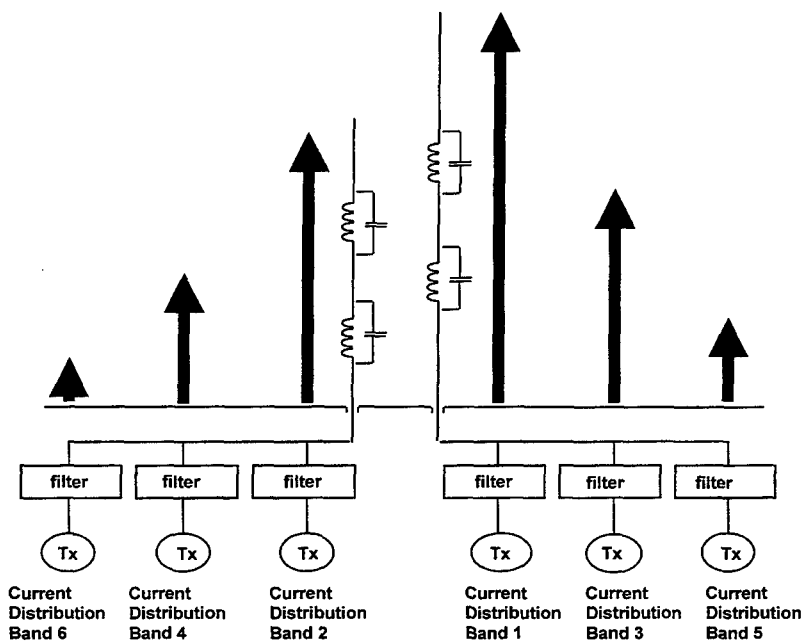 filter filter filter filter filter filter
Tx Tx Tx Tx Tx Tx
Current Distribution Band 6
Current Distribution Band 4
Current Distribution Band 2
Current Distribution Band 1
Current Distribution Band 3
Current Distribution Band 5